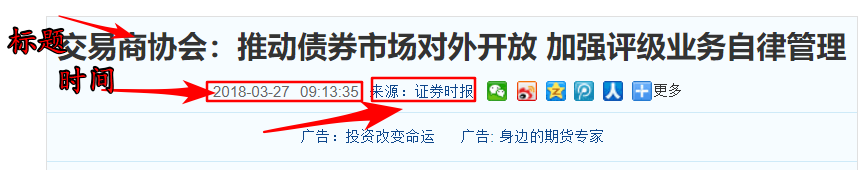 标题
交易商协会：推动债券市场对外开放 加强评级业务自律管理
时间
2018-03-27 09:13:35 来源：证券时报 更多
广告：投资改变命运 广告: 身边的期货专家